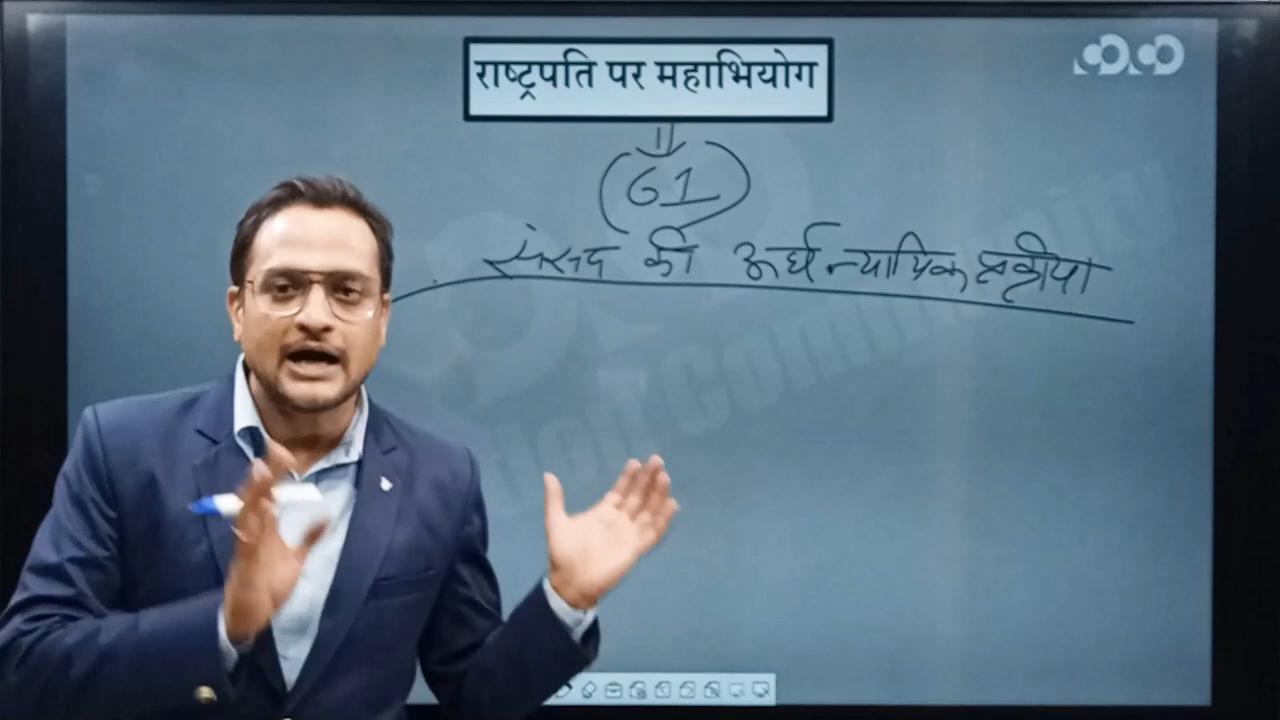 राष्ट्रपति पर महाभियोग
(61)
संसद की अर्धन्यायिक प्रक्रीया